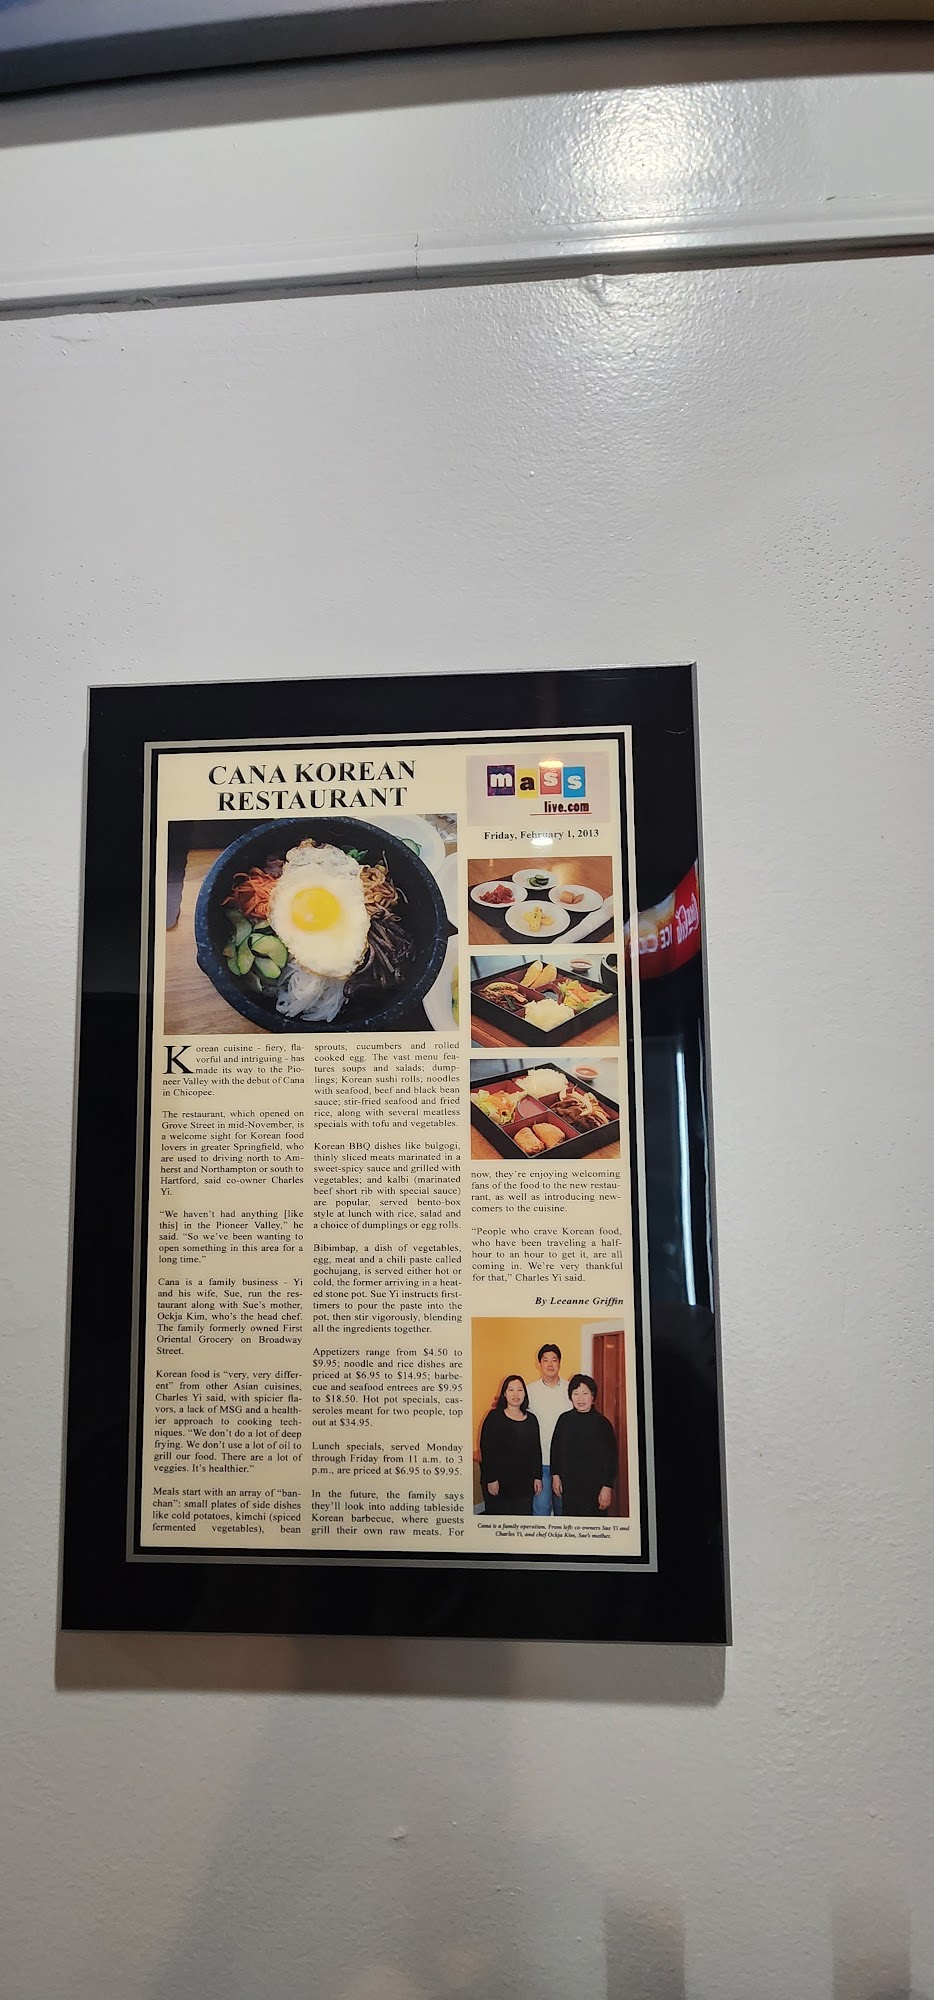 CANA KOREAN
RESTAURANT
mass
live.com
Friday, February 1, 2013
Korean cuisine - fiery, fla-
vorful and intriguing - has
made its way to the Pio-
neer Valley with the debut of Cana
in Chicopee.
The restaurant, which opened on
Grove Street in mid-November, is
a welcome sight for Korean food
lovers in greater Springfield, who
are used to driving north to Am-
herst and Northampton or south to
Hartford, said co-owner Charles
Yi.
“We haven’t had anything [like
this] in the Pioneer Valley,” he
said. “So we’ve been wanting to
open something in this area for a
long time.”
Cana is a family business - Yi
and his wife, Sue, run the res-
taurant along with Sue’s mother,
Ockja Kim, who’s the head chef.
The family formerly owned First
Oriental Grocery on Broadway
Street.
Korean food is “very, very differ-
ent” from other Asian cuisines,
Charles Yi said, with spicier fla-
vors, a lack of MSG and a health-
ier approach to cooking tech-
niques. “We don’t do a lot of deep
frying. We don’t use a lot of oil to
grill our food. There are a lot of
veggies. It’s healthier.”
Meals start with an array of “ban-
chan”: small plates of side dishes
like cold potatoes, kimchi (spiced
fermented vegetables), bean
sprouts, cucumbers and rolled
cooked egg. The vast menu fea-
tures soups and salads; dump-
lings; Korean sushi rolls; noodles
with seafood, beef and black bean
sauce; stir-fried seafood and fried
rice, along with several meatless
specials with tofu and vegetables.
Korean BBQ dishes like bulgogi,
thinly sliced meats marinated in a
sweet-spicy sauce and grilled with
vegetables; and kalbi (marinated
beef short rib with special sauce)
are popular, served bento-box
style at lunch with rice, salad and
a choice of dumplings or egg rolls.
Bibimbap, a dish of vegetables,
egg, meat and a chili paste called
gochujang, is served either hot or
cold, the former arriving in a heat-
ed stone pot. Sue Yi instructs first-
timers to pour the paste into the
pot, then stir vigorously, blending
all the ingredients together.
Appetizers range from $4.50 to
$9.95; noodle and rice dishes are
priced at $6.95 to $14.95; barbe-
cue and seafood entrees are $9.95
to $18.50. Hot pot specials, cas-
seroles meant for two people, top
out at $34.95.
Lunch specials, served Monday
through Friday from 11 a.m. to 3
p.m., are priced at $6.95 to $9.95.
In the future, the family says
they’ll look into adding tableside
Korean barbecue, where guests
grill their own raw meats. For
now, they’re enjoying welcoming
fans of the food to the new restau-
rant, as well as introducing new-
comers to the cuisine.
“People who crave Korean food,
who have been traveling a half-
hour to an hour to get it, are all
coming in. We’re very thankful
for that,” Charles Yi said.
By Leeanne Griffin
Cana is a family operation. From left: co-owners Sue Yi and
Charles Yi, and chef Ockja Kim, Sue’s mother.